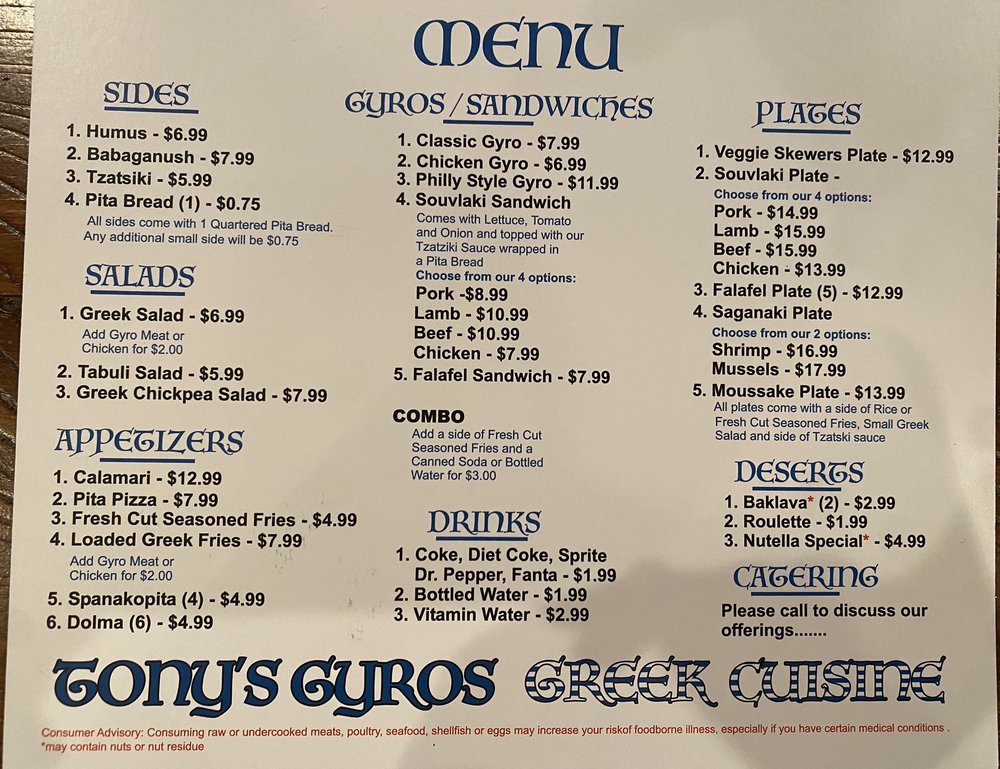 MENU
SIDES
1. Humus - $6.99
2. Babaganush - $7.99
3. Tzatsiki - $5.99
4. Pita Bread (1) - $0.75
All sides come with 1 Quartered Pita Bread.
Any additional small side will be $0.75
SALADS
1. Greek Salad - $6.99
Add Gyro Meat or
Chicken for $2.00
2. Tabuli Salad - $5.99
3. Greek Chickpea Salad - $7.99
APPETIZERS
1. Calamari - $12.99
2. Pita Pizza - $7.99
3. Fresh Cut Seasoned Fries - $4.99
4. Loaded Greek Fries - $7.99
Add Gyro Meat or
Chicken for $2.00
5. Spanakopita (4) - $4.99
6. Dolma (6) - $4.99
GYROS / SANDWICHES
1. Classic Gyro - $7.99
2. Chicken Gyro - $6.99
3. Philly Style Gyro - $11.99
4. Souvlaki Sandwich
Comes with Lettuce, Tomato
and Onion and topped with our
Tzatziki Sauce wrapped in
a Pita Bread
Choose from our 4 options:
Pork -$8.99
Lamb - $10.99
Beef - $10.99
Chicken - $7.99
5. Falafel Sandwich - $7.99
COMBO
Add a side of Fresh Cut
Seasoned Fries and a
Canned Soda or Bottled
Water for $3.00
DRINKS
1. Coke, Diet Coke, Sprite
Dr. Pepper, Fanta - $1.99
2. Bottled Water - $1.99
3. Vitamin Water - $2.99
PLATES
1. Veggie Skewers Plate - $12.99
2. Souvlaki Plate -
Choose from our 4 options:
Pork - $14.99
Lamb - $15.99
Beef - $15.99
Chicken - $13.99
3. Falafel Plate (5) - $12.99
4. Saganaki Plate
Choose from our 2 options:
Shrimp - $16.99
Mussels - $17.99
5. Moussake Plate - $13.99
All plates come with a side of Rice or
Fresh Cut Seasoned Fries, Small Greek
Salad and side of Tzatski sauce
DESERTS
1. Baklava* (2) - $2.99
2. Roulette - $1.99
3. Nutella Special* - $4.99
CATERING
Please call to discuss our
offerings.......
TONY'S GYROS GREEK CUISINE
Consumer Advisory: Consuming raw or undercooked meats, poultry, seafood, shellfish or eggs may increase your riskof foodborne illness, especially if you have certain medical conditions .
*may contain nuts or nut residue